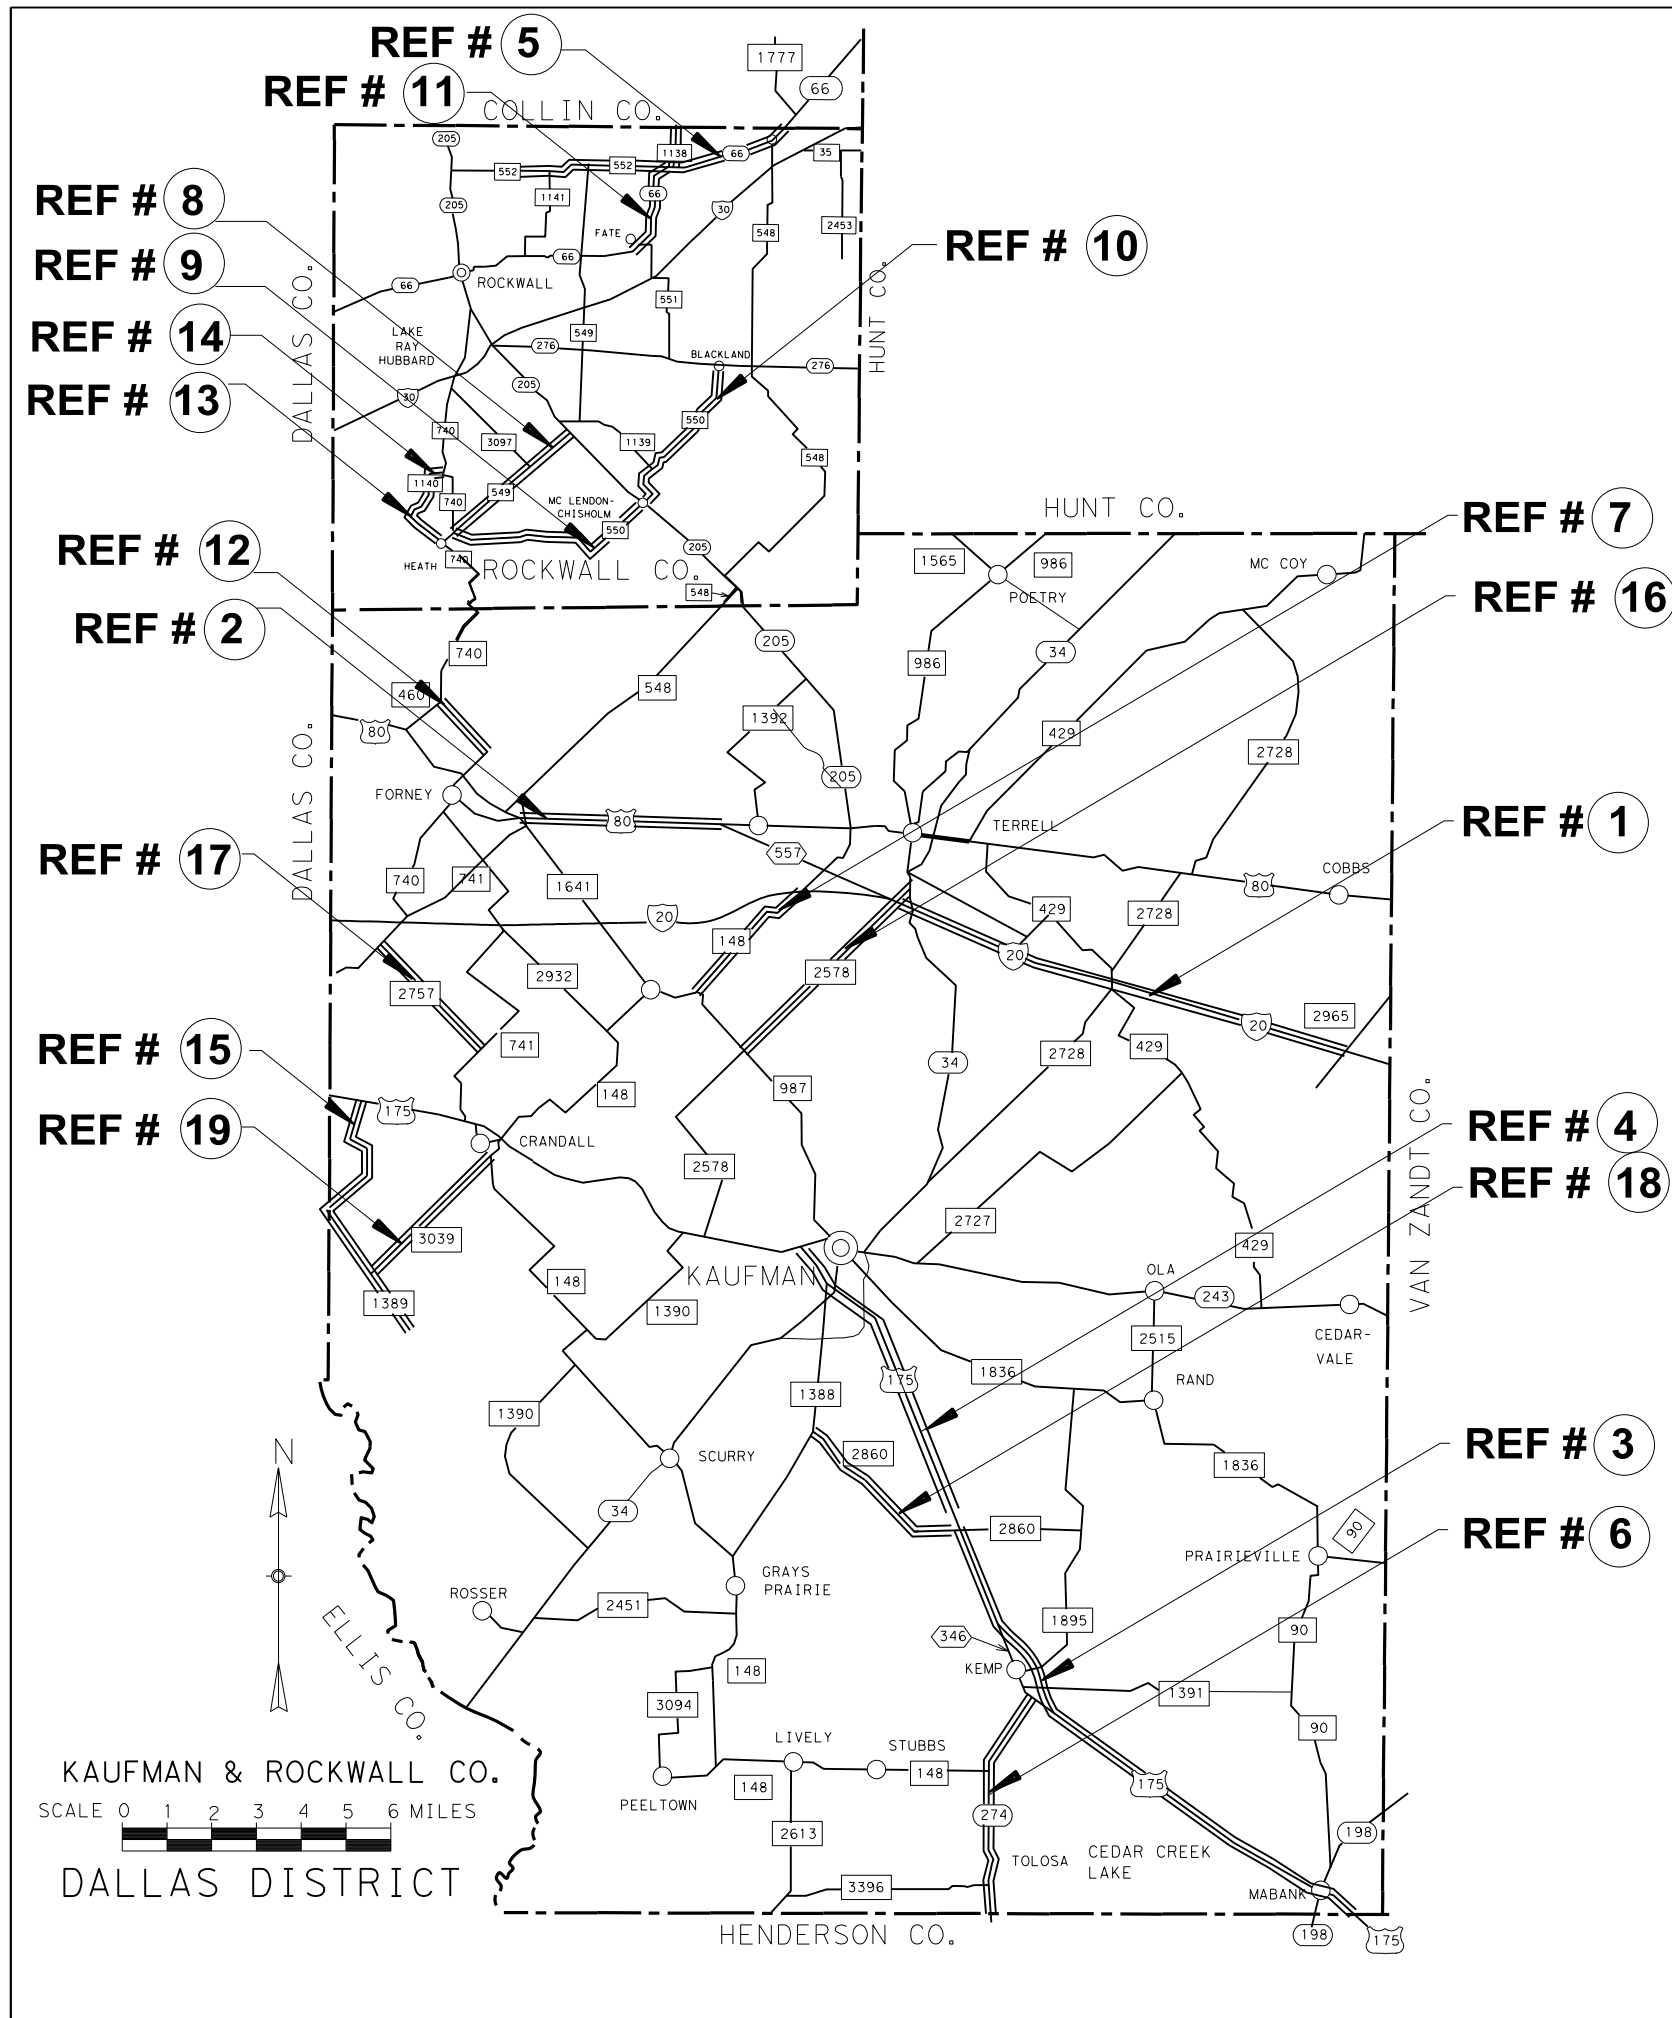 REF # 5
1777
66
REF # 11
COLLIN CO.
205
1138
66
35
552
552
REF # 8
1141
66
205
30
2453
548
FATE
REF # 10
REF # 9
66
ROCKWALL
66
551
DALLAS CO.
HUNT CO.
REF # 14
LAKE
RAY
HUBBARD
549
276
BLACKLAND
276
REF # 13
205
30
740
3097
1139
550
548
1140
549
740
MC LENDON-
CHISHOLM
550
HUNT CO.
REF # 7
REF # 12
740
HEATH
ROCKWALL CO.
205
548
1565
986
MC COY
POETRY
REF # 16
REF # 2
740
205
34
986
548
460
80
1392
429
2728
DALLAS CO.
205
FORNEY
80
TERRELL
REF # 1
REF # 17
557
COBBS
740
741
1641
80
20
429
2728
148
20
2932
2578
2757
2965
20
REF # 15
741
2728
429
34
148
987
175
REF # 19
CRANDALL
VAN ZANDT CO.
REF # 4
2578
REF # 18
2727
3039
429
KAUFMAN
148
OLA
243
1389
1390
2515
CEDAR-
VALE
175
1836
RAND
1388
1390
N
2860
SCURRY
1836
REF # 3
34
2860
90
REF # 6
PRAIRIEVILLE
GRAYS
PRAIRIE
ROSSER
2451
1895
90
ELLIS CO.
346
KEMP
148
3094
1391
90
LIVELY
STUBBS
KAUFMAN & ROCKWALL CO.
148
148
175
SCALE 0 1 2 3 4 5 6 MILES
PEELTOWN
274
2613
198
DALLAS DISTRICT
TOLOSA
CEDAR CREEK
LAKE
3396
MABANK
HENDERSON CO.
198
175